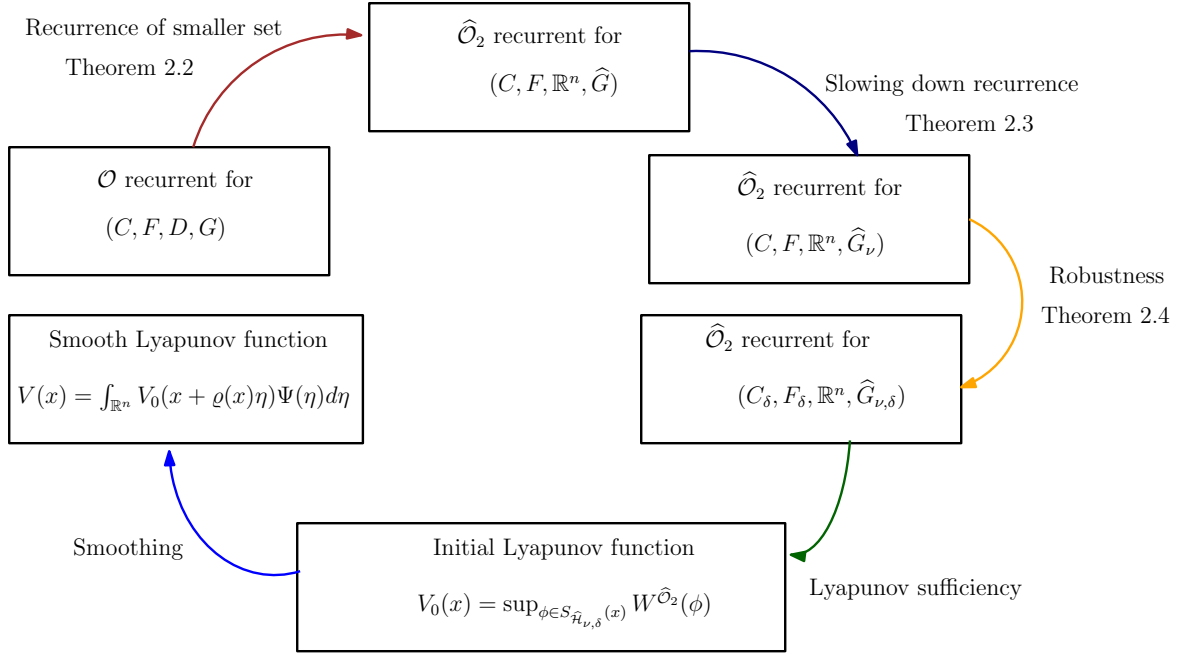 Recurrence of smaller set
Theorem 2.2
$\widehat{\mathcal{O}}_2$ recurrent for
$(C, F, \mathbb{R}^n, \widehat{G})$
Slowing down recurrence
Theorem 2.3
$\mathcal{O}$ recurrent for
$(C, F, D, G)$
$\widehat{\mathcal{O}}_2$ recurrent for
$(C, F, \mathbb{R}^n, \widehat{G}_\nu)$
Robustness
Theorem 2.4
Smooth Lyapunov function
$V(x) = \int_{\mathbb{R}^n} V_0(x + \varrho(x)\eta)\Psi(\eta)d\eta$
$\widehat{\mathcal{O}}_2$ recurrent for
$(C_\delta, F_\delta, \mathbb{R}^n, \widehat{G}_{\nu,\delta})$
Smoothing
Initial Lyapunov function
$V_0(x) = \sup_{\phi \in S_{\widehat{\mathcal{H}}_{\nu,\delta}}(x)} W^{\widehat{\mathcal{O}}_2}(\phi)$
Lyapunov sufficiency